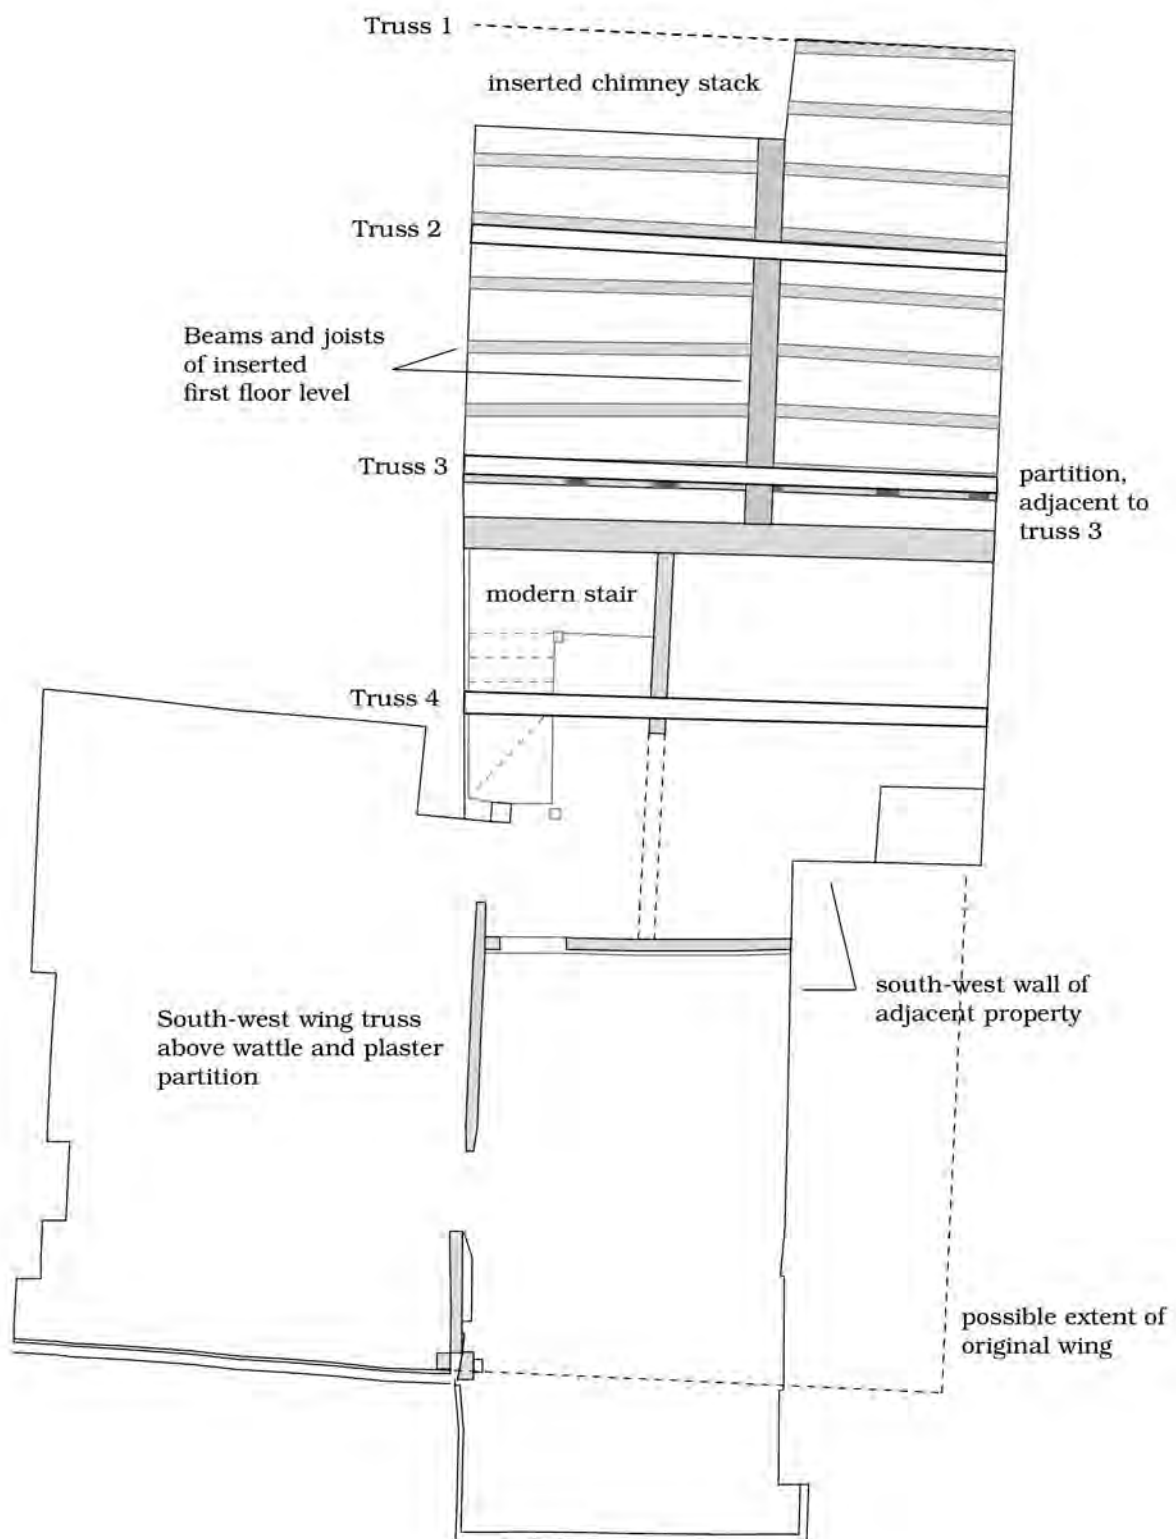 Truss 1
inserted chimney stack
Truss 2
Beams and joists
of inserted
first floor level
Truss 3
partition,
adjacent to
truss 3
modern stair
Truss 4
south-west wall of
adjacent property
South-west wing truss
above wattle and plaster
partition
possible extent of
original wing